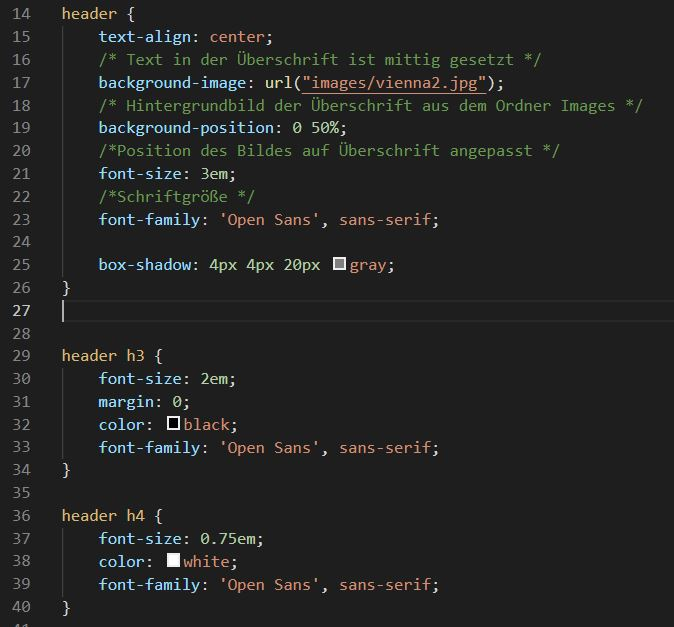 14 header {
15 text-align: center;
16 /* Text in der Überschrift ist mittig gesetzt */
17 background-image: url("images/vienna2.jpg");
18 /* Hintergrundbild der Überschrift aus dem Ordner Images */
19 background-position: 0 50%;
20 /*Position des Bildes auf Überschrift angepasst */
21 font-size: 3em;
22 /*Schriftgröße */
23 font-family: 'Open Sans', sans-serif;
24
25 box-shadow: 4px 4px 20px gray;
26 }
27
28
29 header h3 {
30 font-size: 2em;
31 margin: 0;
32 color: black;
33 font-family: 'Open Sans', sans-serif;
34 }
35
36 header h4 {
37 font-size: 0.75em;
38 color: white;
39 font-family: 'Open Sans', sans-serif;
40 }